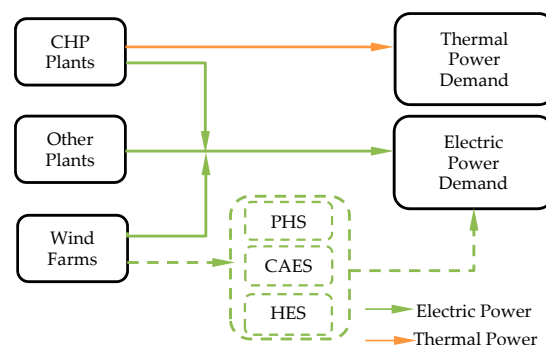 CHP
Plants
Thermal
Power
Demand
Other
Plants
Electric
Power
Demand
Wind
Farms
PHS
CAES
HES
Electric Power
Thermal Power